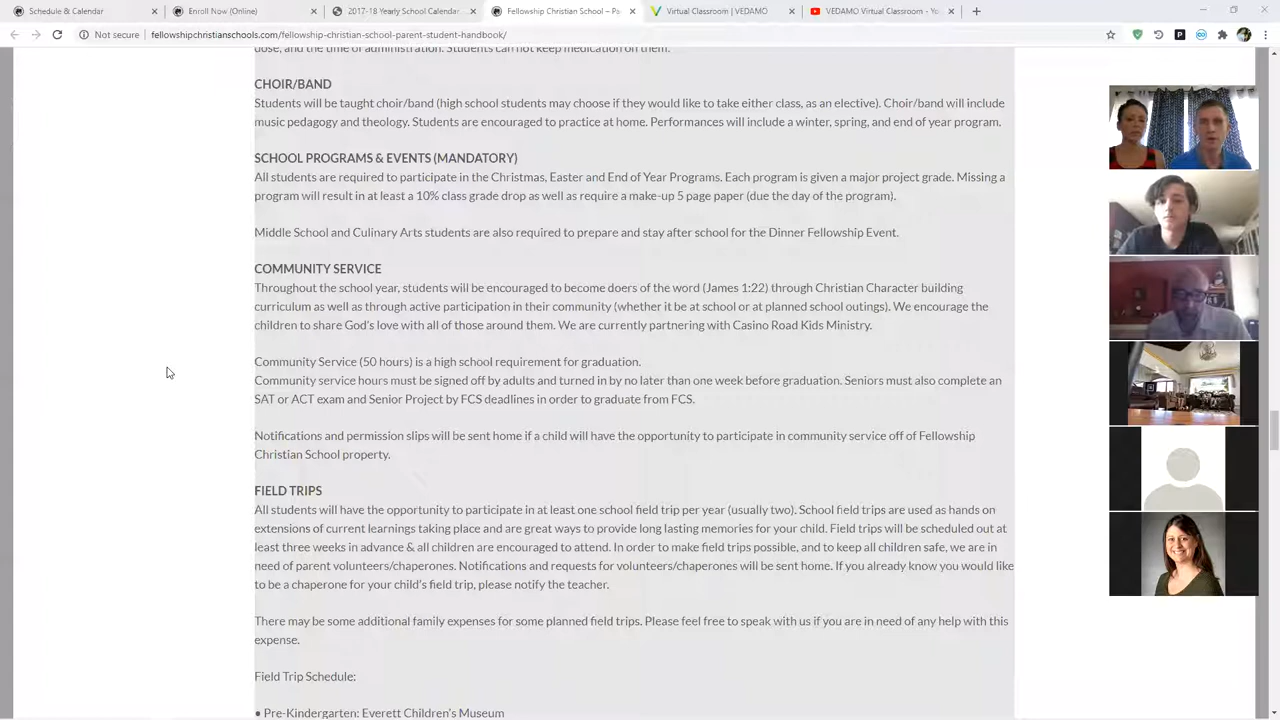 Schedule & Calendar
Enroll Now (Online)
2017-18 Yearly School Calendar
Fellowship Christian School – Pa
Virtual Classroom | VEDAMO
VEDAMO Virtual Classroom - Yo
Not secure
fellowshipchristianschools.com/fellowship-christian-school-parent-student-handbook/
dose, and the time of administration. Students can not keep medication on them.
CHOIR/BAND
Students will be taught choir/band (high school students may choose if they would like to take either class, as an elective). Choir/band will include
music pedagogy and theology. Students are encouraged to practice at home. Performances will include a winter, spring, and end of year program.
SCHOOL PROGRAMS & EVENTS (MANDATORY)
All students are required to participate in the Christmas, Easter and End of Year Programs. Each program is given a major project grade. Missing a
program will result in at least a 10% class grade drop as well as require a make-up 5 page paper (due the day of the program).
Middle School and Culinary Arts students are also required to prepare and stay after school for the Dinner Fellowship Event.
COMMUNITY SERVICE
Throughout the school year, students will be encouraged to become doers of the word (James 1:22) through Christian Character building
curriculum as well as through active participation in their community (whether it be at school or at planned school outings). We encourage the
children to share God's love with all of those around them. We are currently partnering with Casino Road Kids Ministry.
Community Service (50 hours) is a high school requirement for graduation.
Community service hours must be signed off by adults and turned in by no later than one week before graduation. Seniors must also complete an
SAT or ACT exam and Senior Project by FCS deadlines in order to graduate from FCS.
Notifications and permission slips will be sent home if a child will have the opportunity to participate in community service off of Fellowship
Christian School property.
FIELD TRIPS
All students will have the opportunity to participate in at least one school field trip per year (usually two). School field trips are used as hands on
extensions of current learnings taking place and are great ways to provide long lasting memories for your child. Field trips will be scheduled out at
least three weeks in advance & all children are encouraged to attend. In order to make field trips possible, and to keep all children safe, we are in
need of parent volunteers/chaperones. Notifications and requests for volunteers/chaperones will be sent home. If you already know you would like
to be a chaperone for your child's field trip, please notify the teacher.
There may be some additional family expenses for some planned field trips. Please feel free to speak with us if you are in need of any help with this
expense.
Field Trip Schedule:
• Pre-Kindergarten: Everett Children's Museum